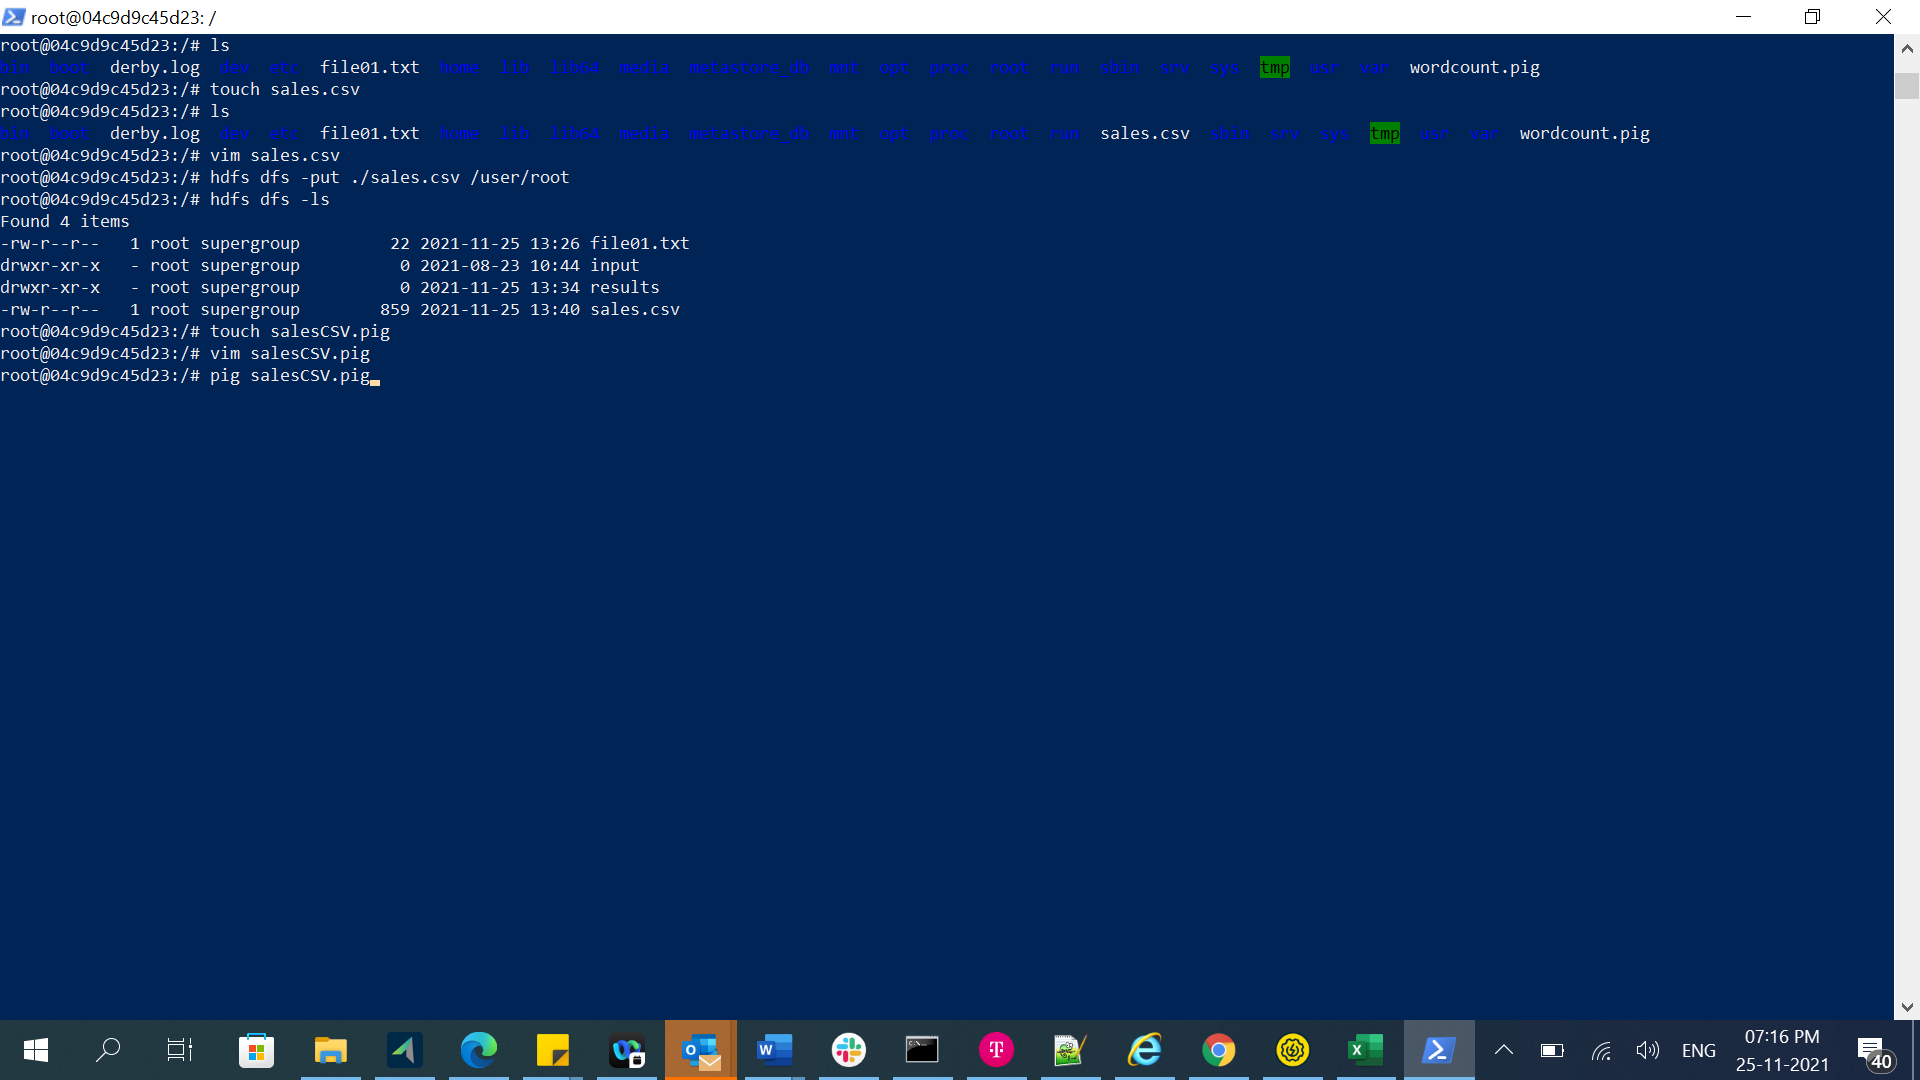 root@04c9d9c45d23: /
root@04c9d9c45d23:/# ls
bin boot derby.log dev etc file01.txt home lib lib64 media metastore_db mnt opt proc root run sbin srv sys tmp usr var wordcount.pig
root@04c9d9c45d23:/# touch sales.csv
root@04c9d9c45d23:/# ls
bin boot derby.log dev etc file01.txt home lib lib64 media metastore_db mnt opt proc root run sales.csv sbin srv sys tmp usr var wordcount.pig
root@04c9d9c45d23:/# vim sales.csv
root@04c9d9c45d23:/# hdfs dfs -put ./sales.csv /user/root
root@04c9d9c45d23:/# hdfs dfs -ls
Found 4 items
-rw-r--r-- 1 root supergroup 22 2021-11-25 13:26 file01.txt
drwxr-xr-x - root supergroup 0 2021-08-23 10:44 input
drwxr-xr-x - root supergroup 0 2021-11-25 13:34 results
-rw-r--r-- 1 root supergroup 859 2021-11-25 13:40 sales.csv
root@04c9d9c45d23:/# touch salesCSV.pig
root@04c9d9c45d23:/# vim salesCSV.pig
root@04c9d9c45d23:/# pig salesCSV.pig
ENG
07:16 PM
25-11-2021
40